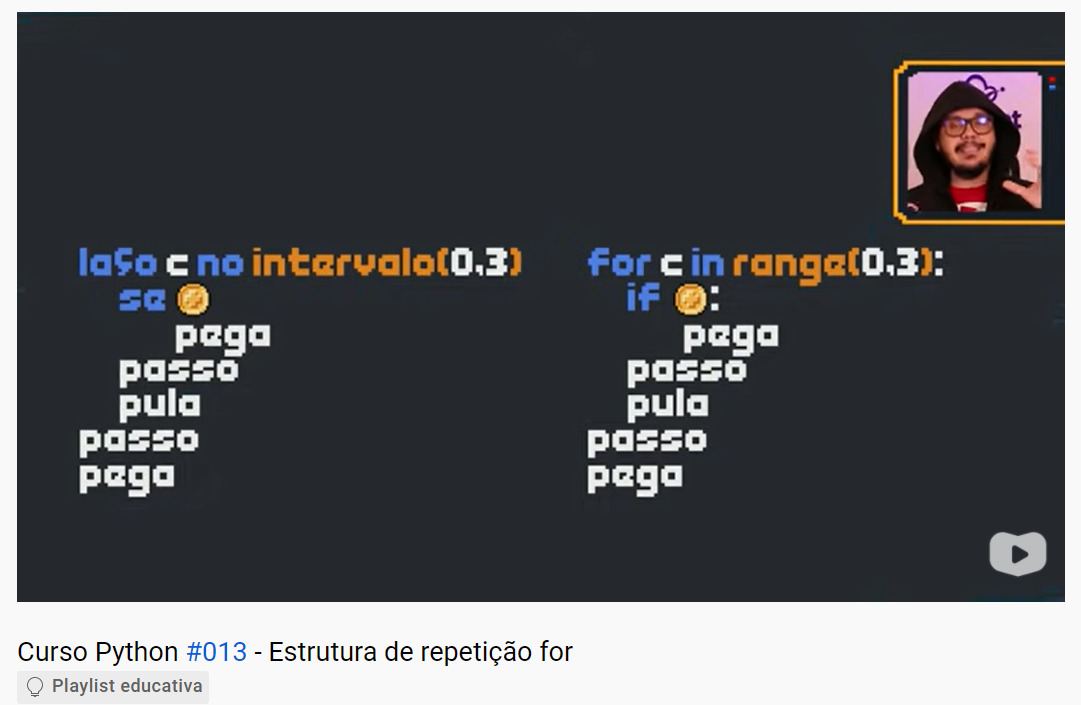 laço c no intervalo(0,3)
se
pega
passo
pula
passo
pega
for c in range(0,3):
if :
pega
passo
pula
passo
pega
Curso Python #013 - Estrutura de repetição for
Playlist educativa